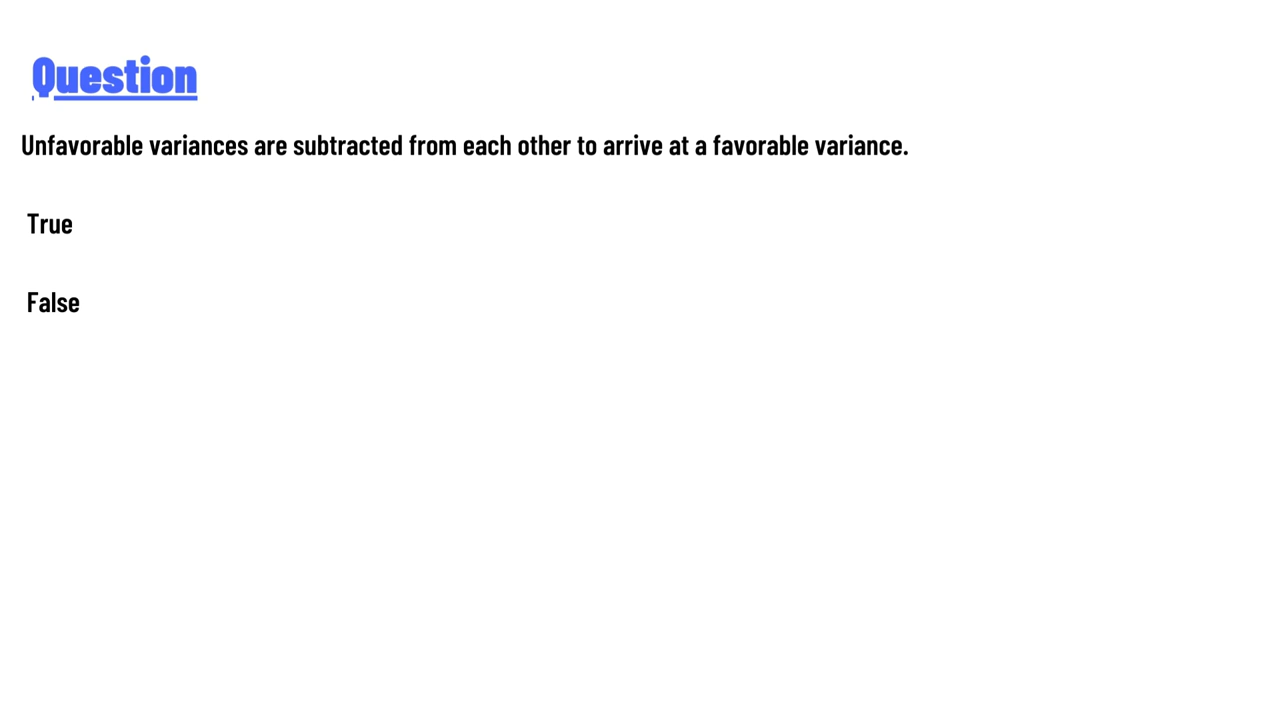 Question
Unfavorable variances are subtracted from each other to arrive at a favorable variance.
True
False